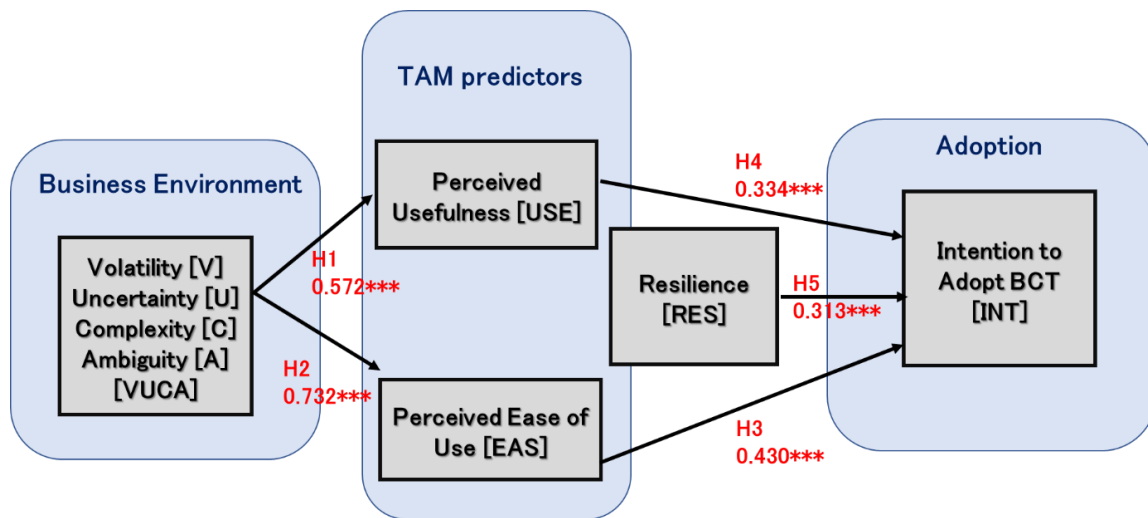 Business Environment
Volatility [V]
Uncertainty [U]
Complexity [C]
Ambiguity [A]
[VUCA]
H1
0.572***
H2
0.732***
TAM predictors
Perceived
Usefulness [USE]
Resilience
[RES]
Perceived Ease of
Use [EAS]
H4
0.334***
H5
0.313***
H3
0.430***
Adoption
Intention to
Adopt BCT
[INT]